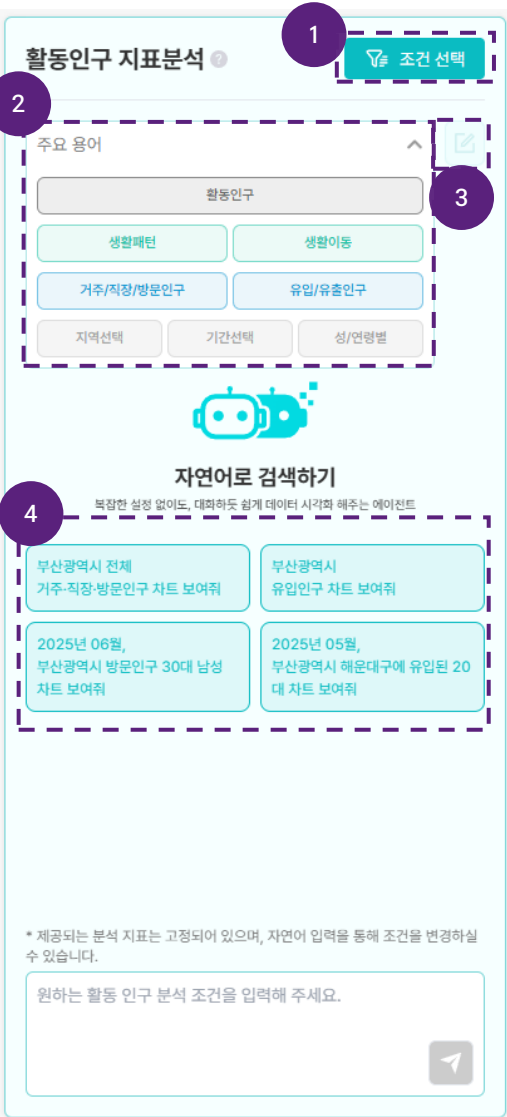 1
활동인구 지표분석 ?
조건 선택
2
주요 용어
3
활동인구
생활패턴
생활이동
거주/직장/방문인구
유입/유출인구
지역선택
기간선택
성/연령별
자연어로 검색하기
복잡한 설정 없이도, 대화하듯 쉽게 데이터 시각화 해주는 에이전트
4
부산광역시 전체
거주·직장·방문인구 차트 보여줘
부산광역시
유입인구 차트 보여줘
2025년 06월,
부산광역시 방문인구 30대 남성
차트 보여줘
2025년 05월,
부산광역시 해운대구에 유입된 20
대 차트 보여줘
* 제공되는 분석 지표는 고정되어 있으며, 자연어 입력을 통해 조건을 변경하실
수 있습니다.
원하는 활동 인구 분석 조건을 입력해 주세요.